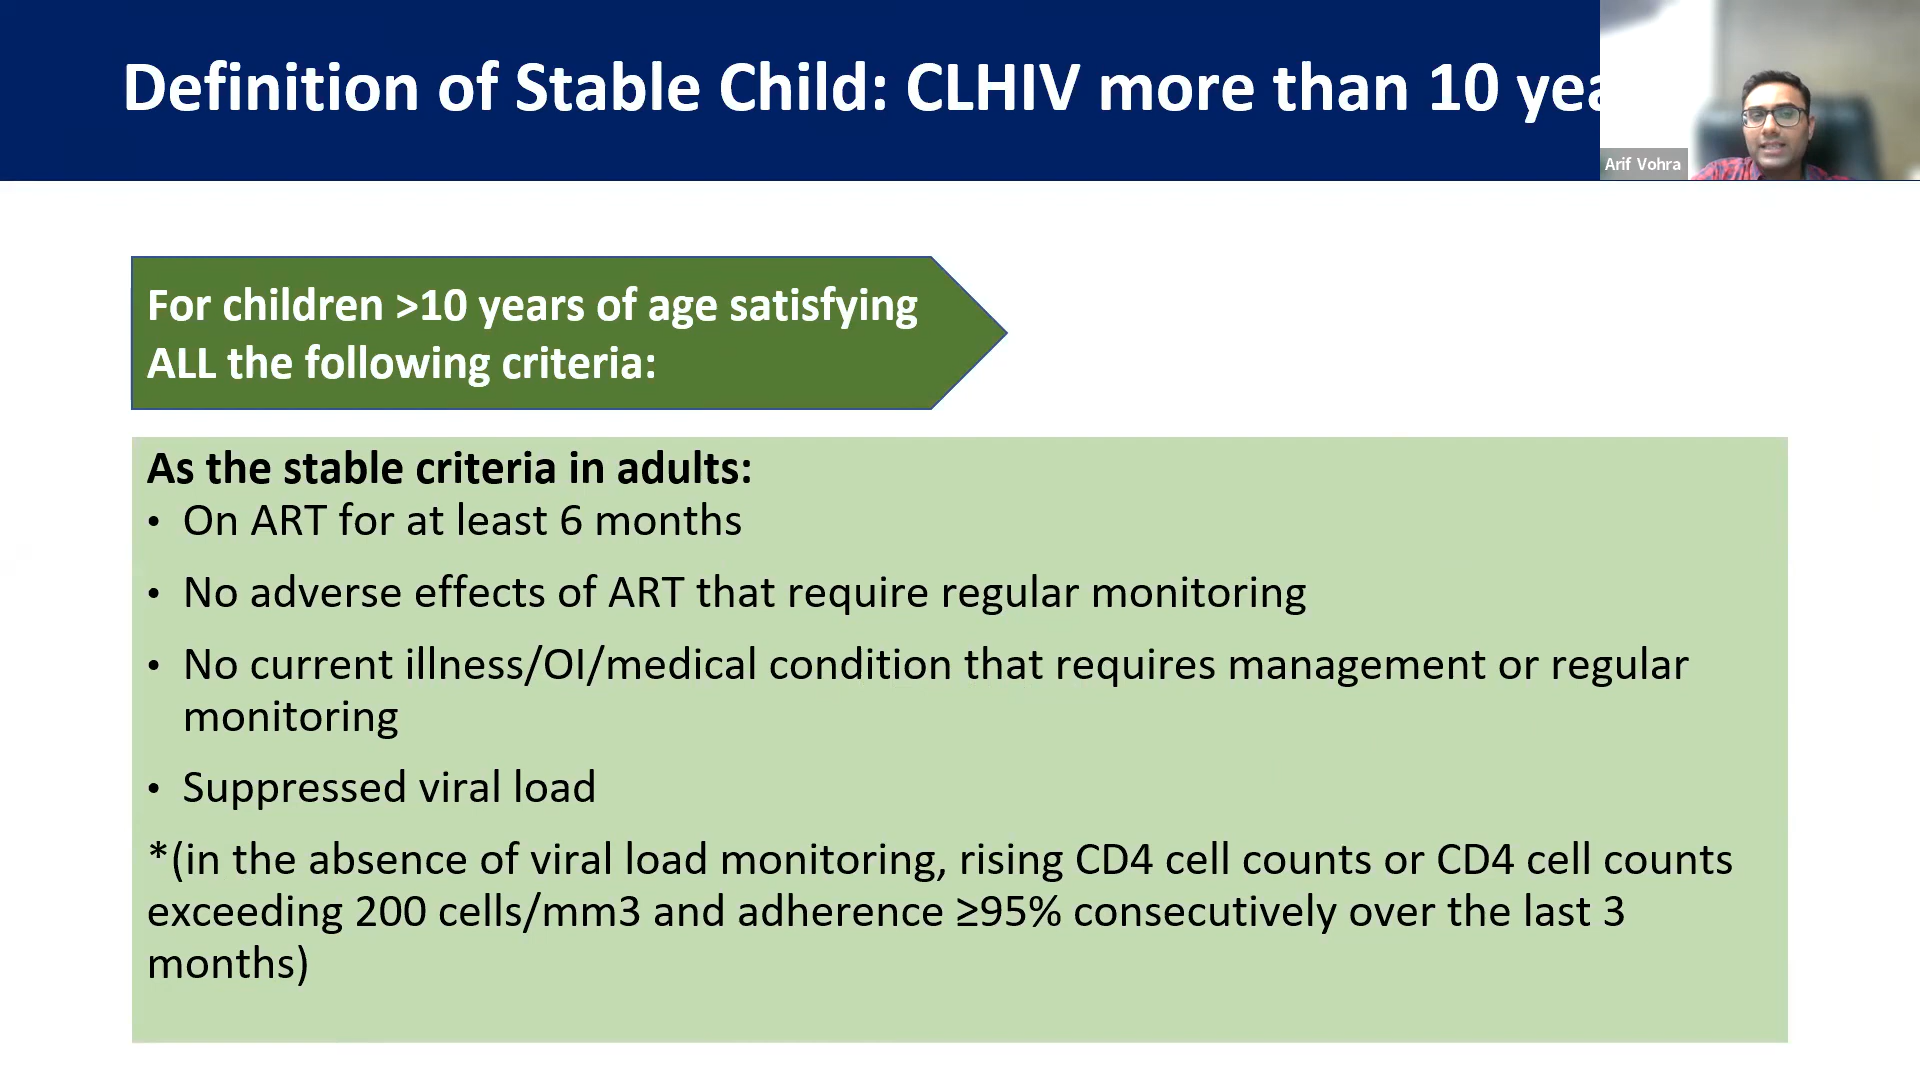 Definition of Stable Child: CLHIV more than 10
Arif Vohra
For children >10 years of age satisfying
ALL the following criteria:
As the stable criteria in adults:
• On ART for at least 6 months
• No adverse effects of ART that require regular monitoring
• No current illness/OI/medical condition that requires management or regular
monitoring
• Suppressed viral load
*(in the absence of viral load monitoring, rising CD4 cell counts or CD4 cell counts
exceeding 200 cells/mm3 and adherence ≥95% consecutively over the last 3
months)